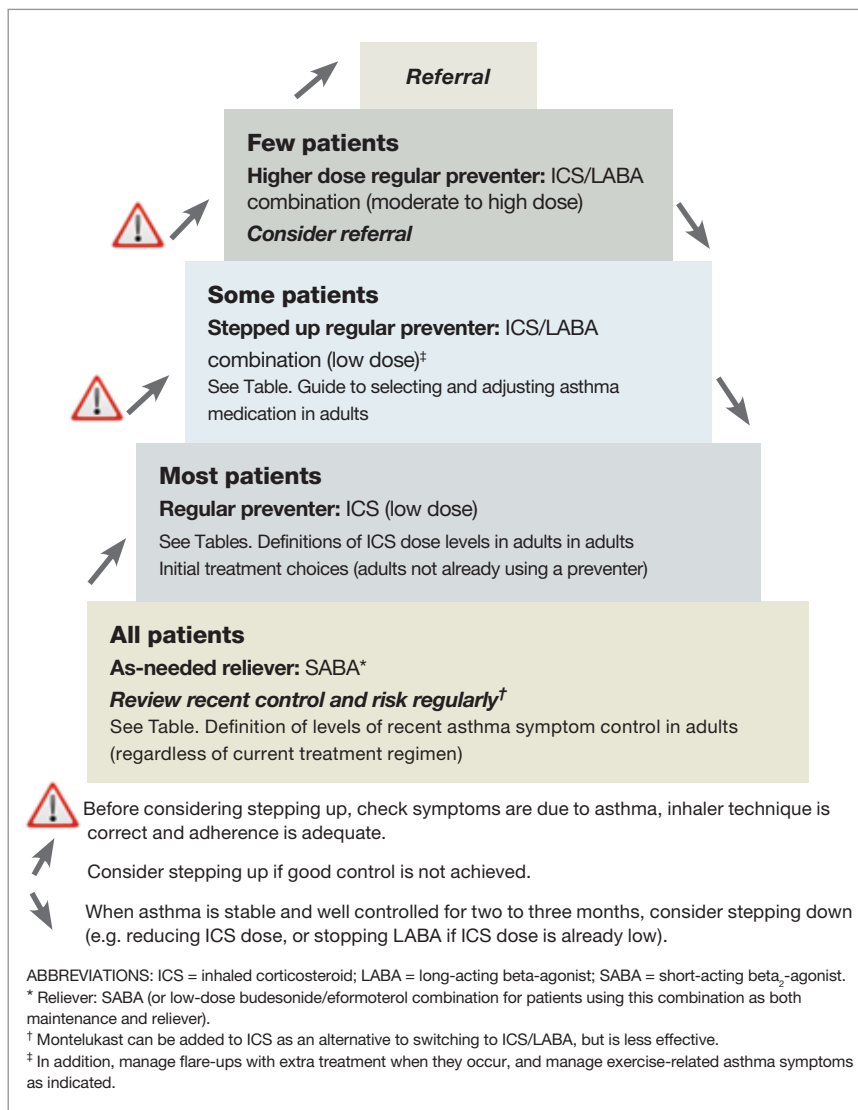 Referral
Few patients
Higher dose regular preventer: ICS/LABA
combination (moderate to high dose)
Consider referral
Some patients
Stepped up regular preventer: ICS/LABA
combination (low dose)‡
See Table. Guide to selecting and adjusting asthma
medication in adults
Most patients
Regular preventer: ICS (low dose)
See Tables. Definitions of ICS dose levels in adults in adults
Initial treatment choices (adults not already using a preventer)
All patients
As-needed reliever: SABA*
Review recent control and risk regularly†
See Table. Definition of levels of recent asthma symptom control in adults
(regardless of current treatment regimen)
Before considering stepping up, check symptoms are due to asthma, inhaler technique is
correct and adherence is adequate.
Consider stepping up if good control is not achieved.
When asthma is stable and well controlled for two to three months, consider stepping down
(e.g. reducing ICS dose, or stopping LABA if ICS dose is already low).
ABBREVIATIONS: ICS = inhaled corticosteroid; LABA = long-acting beta-agonist; SABA = short-acting beta₂-agonist.
* Reliever: SABA (or low-dose budesonide/eformoterol combination for patients using this combination as both
maintenance and reliever).
† Montelukast can be added to ICS as an alternative to switching to ICS/LABA, but is less effective.
‡ In addition, manage flare-ups with extra treatment when they occur, and manage exercise-related asthma symptoms
as indicated.